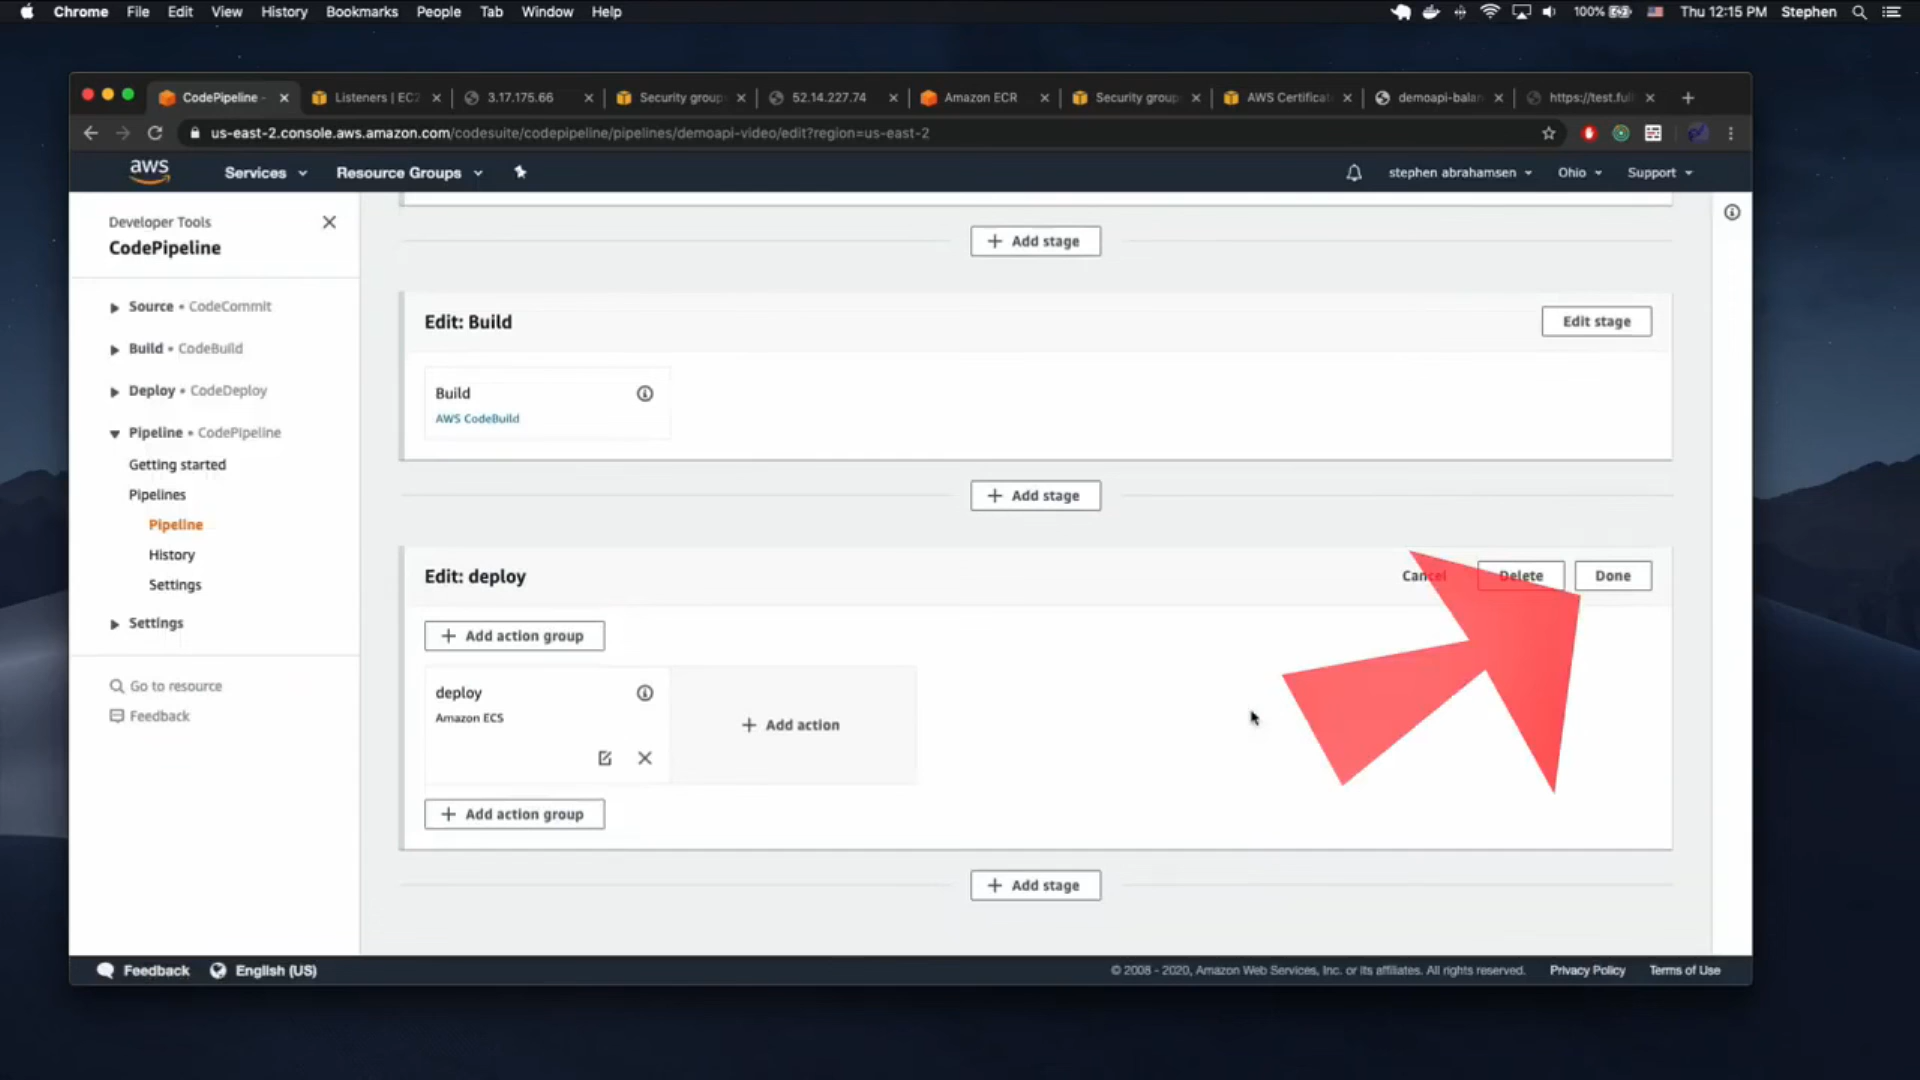 Chrome File Edit View History Bookmarks People Tab Window Help
100% Thu 12:15 PM Stephen
CodePipeline -
Listeners | EC2
3.17.175.66
Security group
52.14.227.74
Amazon ECR
Security group
AWS Certificat
demoapi-balan
https://test.ful
us-east-2.console.aws.amazon.com/codesuite/codepipeline/pipelines/demoapi-video/edit?region=us-east-2
aws Services Resource Groups stephen abrahamsen Ohio Support
Developer Tools
CodePipeline
Source • CodeCommit
Build • CodeBuild
Deploy • CodeDeploy
Pipeline • CodePipeline
Getting started
Pipelines
Pipeline
History
Settings
Settings
Go to resource
Feedback
+ Add stage
Edit: Build
Edit stage
Build
AWS CodeBuild
+ Add stage
Edit: deploy
Cancel Delete Done
+ Add action group
deploy
Amazon ECS
+ Add action
+ Add action group
+ Add stage
Feedback English (US)
© 2008 - 2020, Amazon Web Services, Inc. or its affiliates. All rights reserved. Privacy Policy Terms of Use